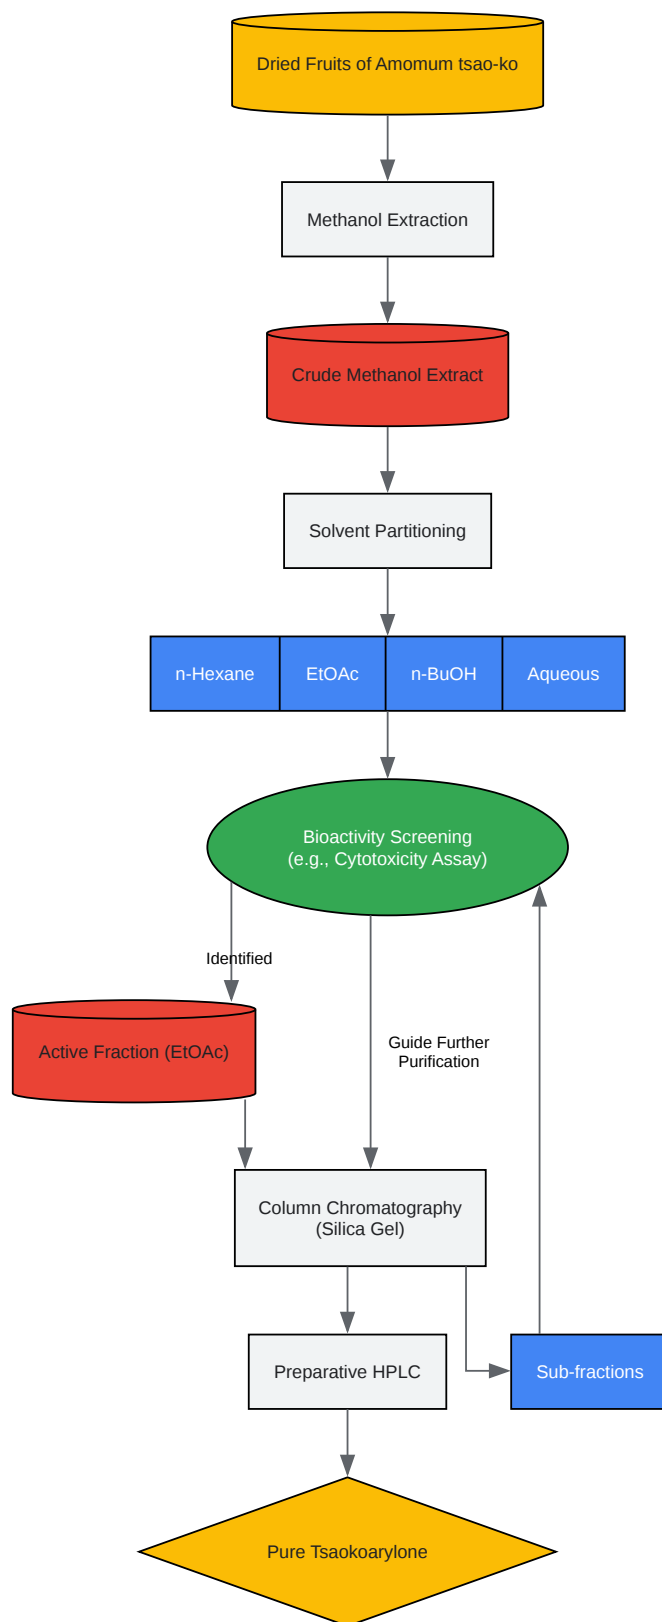 Dried Fruits of Amomum tsao-ko
Methanol Extraction
Crude Methanol Extract
Solvent Partitioning
n-Hexane
EtOAc
n-BuOH
Aqueous
Bioactivity Screening
(e.g., Cytotoxicity Assay)
Identified
Active Fraction (EtOAc)
Guide Further
Purification
Column Chromatography
(Silica Gel)
Preparative HPLC
Sub-fractions
Pure Tsaokoarylone